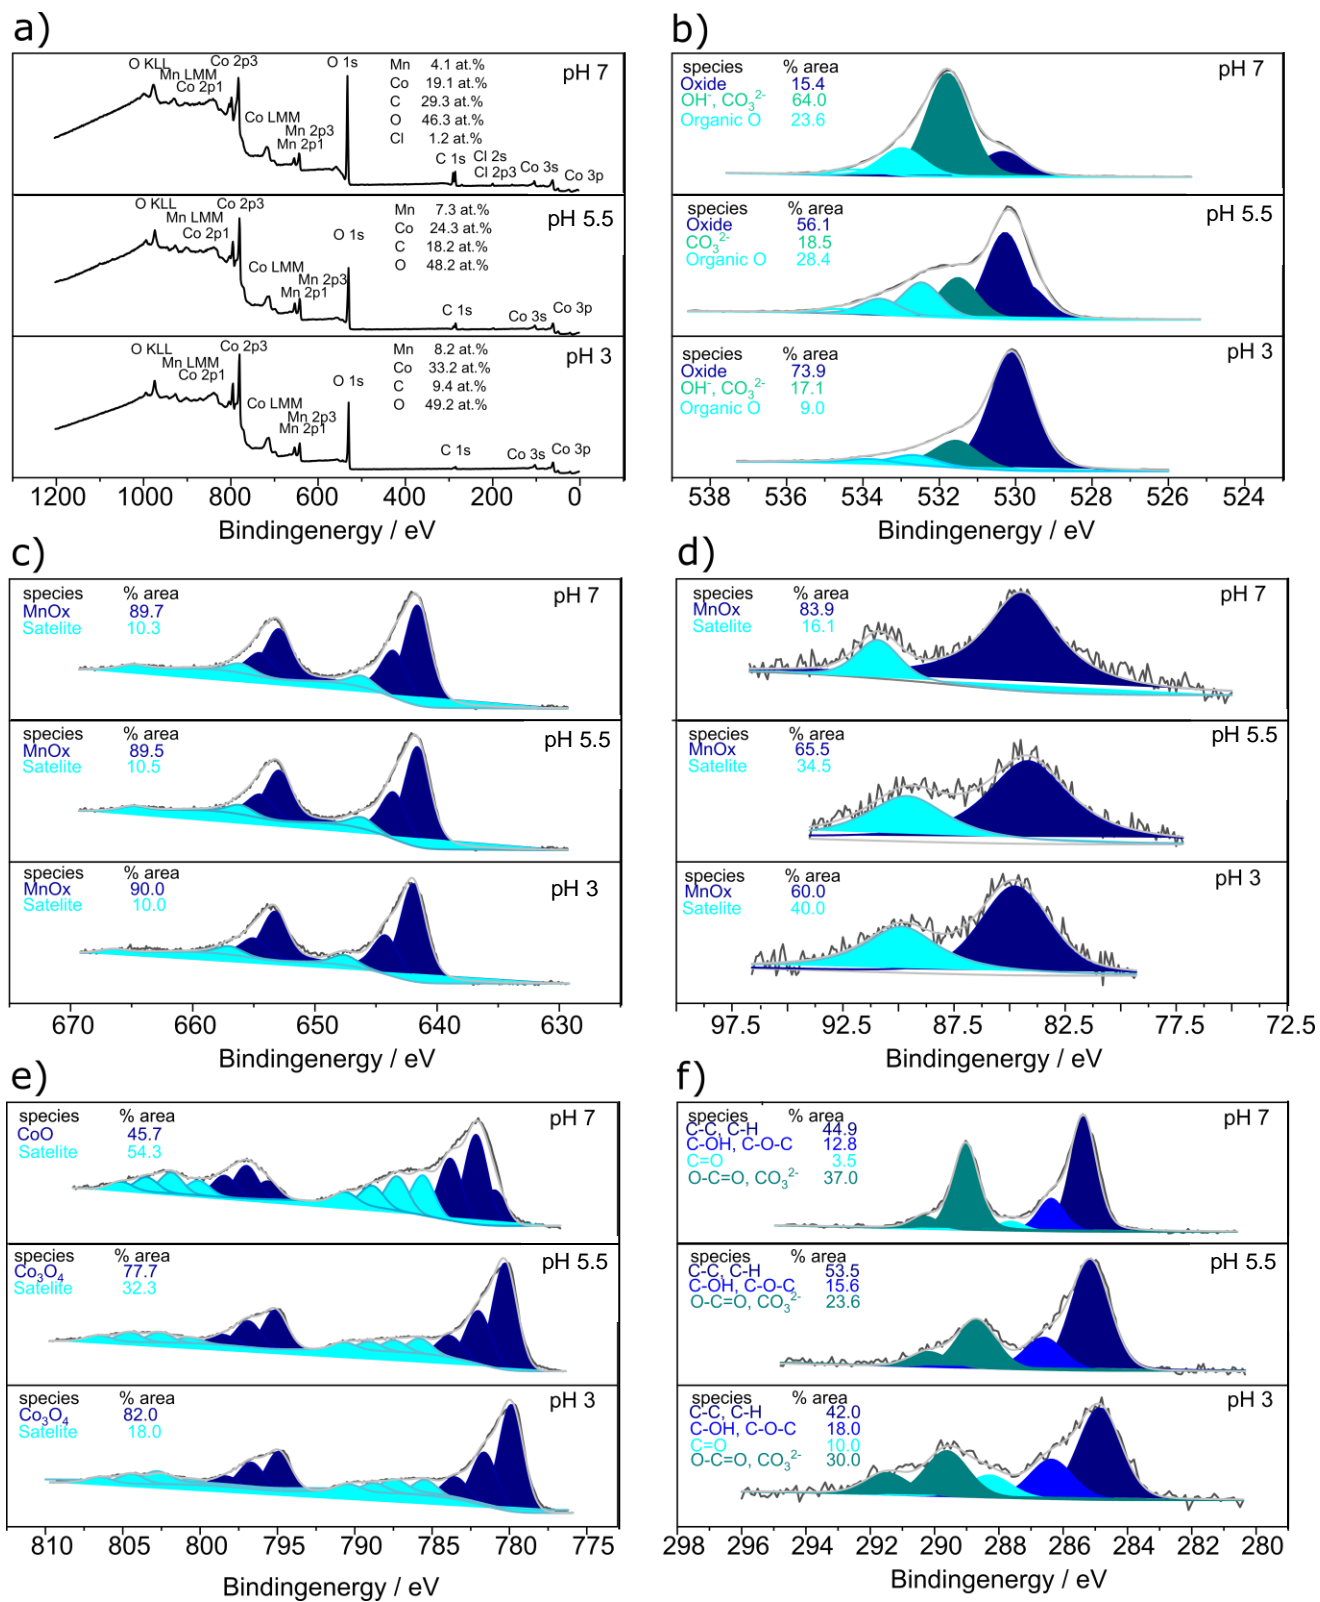 a)
O KLL
Mn LMM
Co 2p1
Co 2p3
Co LMM
Mn 2p3
Mn 2p1
O 1s
Mn 4.1 at.%
Co 19.1 at.%
C 29.3 at.%
O 46.3 at.%
Cl 1.2 at.%
C 1s
Cl 2s
Cl 2p3
Co 3s
Co 3p
pH 7
O KLL
Mn LMM
Co 2p1
Co 2p3
Co LMM
Mn 2p3
Mn 2p1
O 1s
Mn 7.3 at.%
Co 24.3 at.%
C 18.2 at.%
O 48.2 at.%
C 1s
Co 3s
Co 3p
pH 5.5
O KLL
Mn LMM
Co 2p1
Co 2p3
Co LMM
Mn 2p3
Mn 2p1
O 1s
Mn 8.2 at.%
Co 33.2 at.%
C 9.4 at.%
O 49.2 at.%
C 1s
Co 3s
Co 3p
pH 3
1200 1000 800 600 400 200 0
Bindingenergy / eV
b)
species % area
Oxide 15.4
OH⁻, CO₃²⁻ 64.0
Organic O 23.6
pH 7
species % area
Oxide 56.1
CO₃²⁻ 18.5
Organic O 28.4
pH 5.5
species % area
Oxide 73.9
OH⁻, CO₃²⁻ 17.1
Organic O 9.0
pH 3
538 536 534 532 530 528 526 524
Bindingenergy / eV
c)
species % area
MnOx 89.7
Satelite 10.3
pH 7
species % area
MnOx 89.5
Satelite 10.5
pH 5.5
species % area
MnOx 90.0
Satelite 10.0
pH 3
670 660 650 640 630
Bindingenergy / eV
d)
species % area
MnOx 83.9
Satelite 16.1
pH 7
species % area
MnOx 65.5
Satelite 34.5
pH 5.5
species % area
MnOx 60.0
Satelite 40.0
pH 3
97.5 92.5 87.5 82.5 77.5 72.5
Bindingenergy / eV
e)
species % area
CoO 45.7
Satelite 54.3
pH 7
species % area
Co₃O₄ 77.7
Satelite 32.3
pH 5.5
species % area
Co₃O₄ 82.0
Satelite 18.0
pH 3
810 805 800 795 790 785 780 775
Bindingenergy / eV
f)
species % area
C-C, C-H 44.9
C-OH, C-O-C 12.8
C=O 3.5
O-C=O, CO₃²⁻ 37.0
pH 7
species % area
C-C, C-H 53.5
C-OH, C-O-C 15.6
O-C=O, CO₃²⁻ 23.6
pH 5.5
species % area
C-C, C-H 42.0
C-OH, C-O-C 18.0
C=O 10.0
O-C=O, CO₃²⁻ 30.0
pH 3
298 296 294 292 290 288 286 284 282 280
Bindingenergy / eV